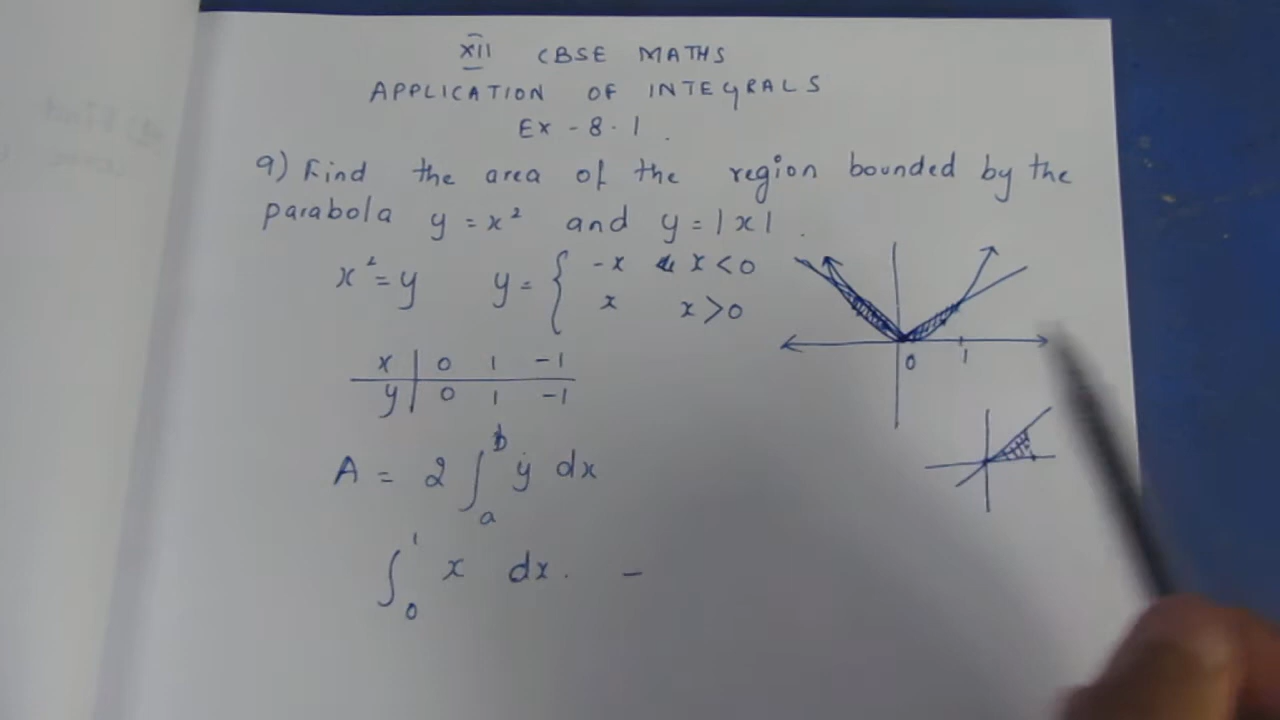 XII CBSE MATHS
APPLICATION OF INTEGRALS
EX - 8.1.
9) Find the area of the region bounded by the
parabola y = x² and y = |x|.
x² = y y = { -x x < 0
x x > 0
x | 0 1 -1
y | 0 1 -1
0 1
A = 2 ∫ₐᵇ y dx
∫₀¹ x dx. -